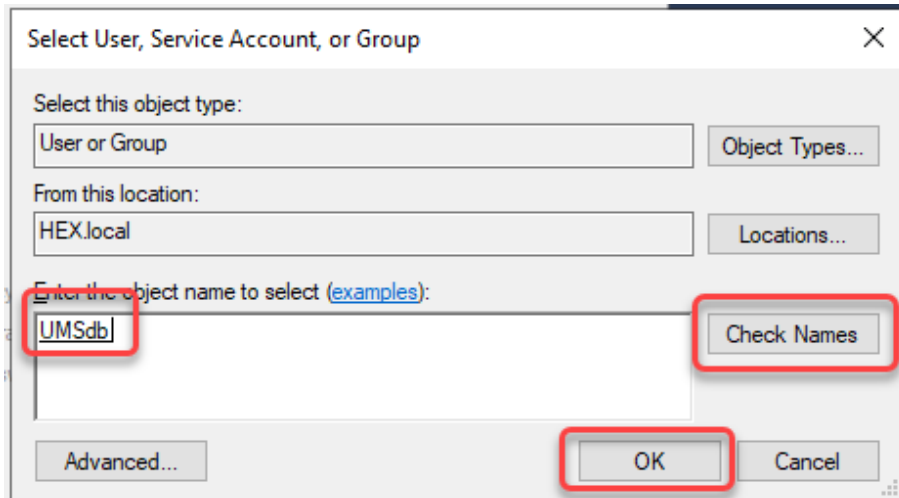 Select User, Service Account, or Group
Select this object type:
User or Group
Object Types...
From this location:
HEX.local
Locations...
Enter the object name to select (examples):
UMSdb
Check Names
Advanced...
OK
Cancel